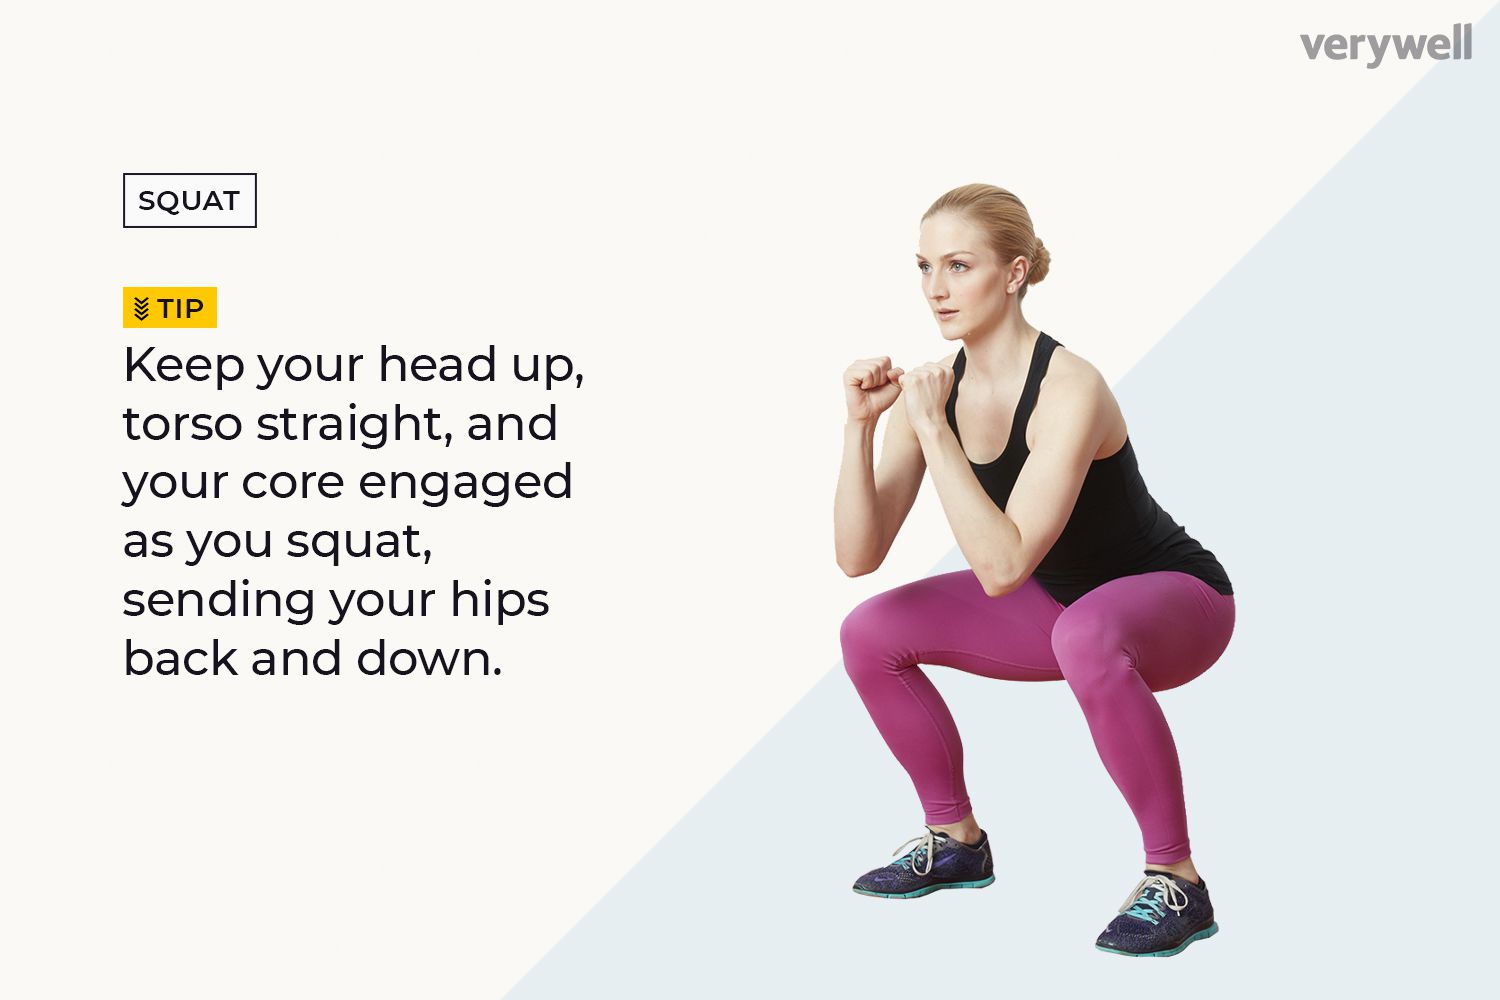 verywell
SQUAT
TIP
Keep your head up,
torso straight, and
your core engaged
as you squat,
sending your hips
back and down.